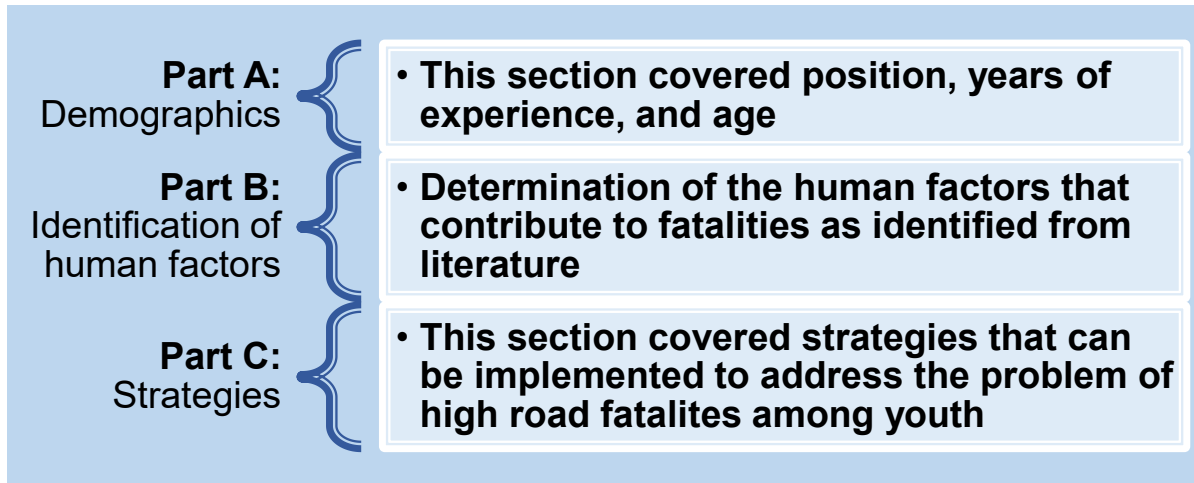 Part A:
Demographics
• This section covered position, years of
experience, and age
Part B:
Identification of
human factors
• Determination of the human factors that
contribute to fatalities as identified from
literature
Part C:
Strategies
• This section covered strategies that can
be implemented to address the problem of
high road fatalites among youth